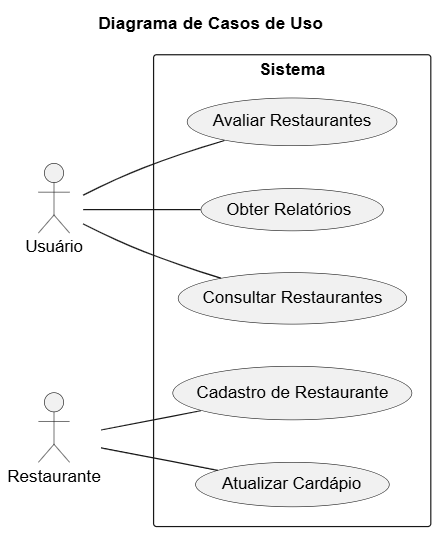 Diagrama de Casos de Uso
Sistema
Avaliar Restaurantes
Obter Relatórios
Usuário
Consultar Restaurantes
Cadastro de Restaurante
Restaurante
Atualizar Cardápio